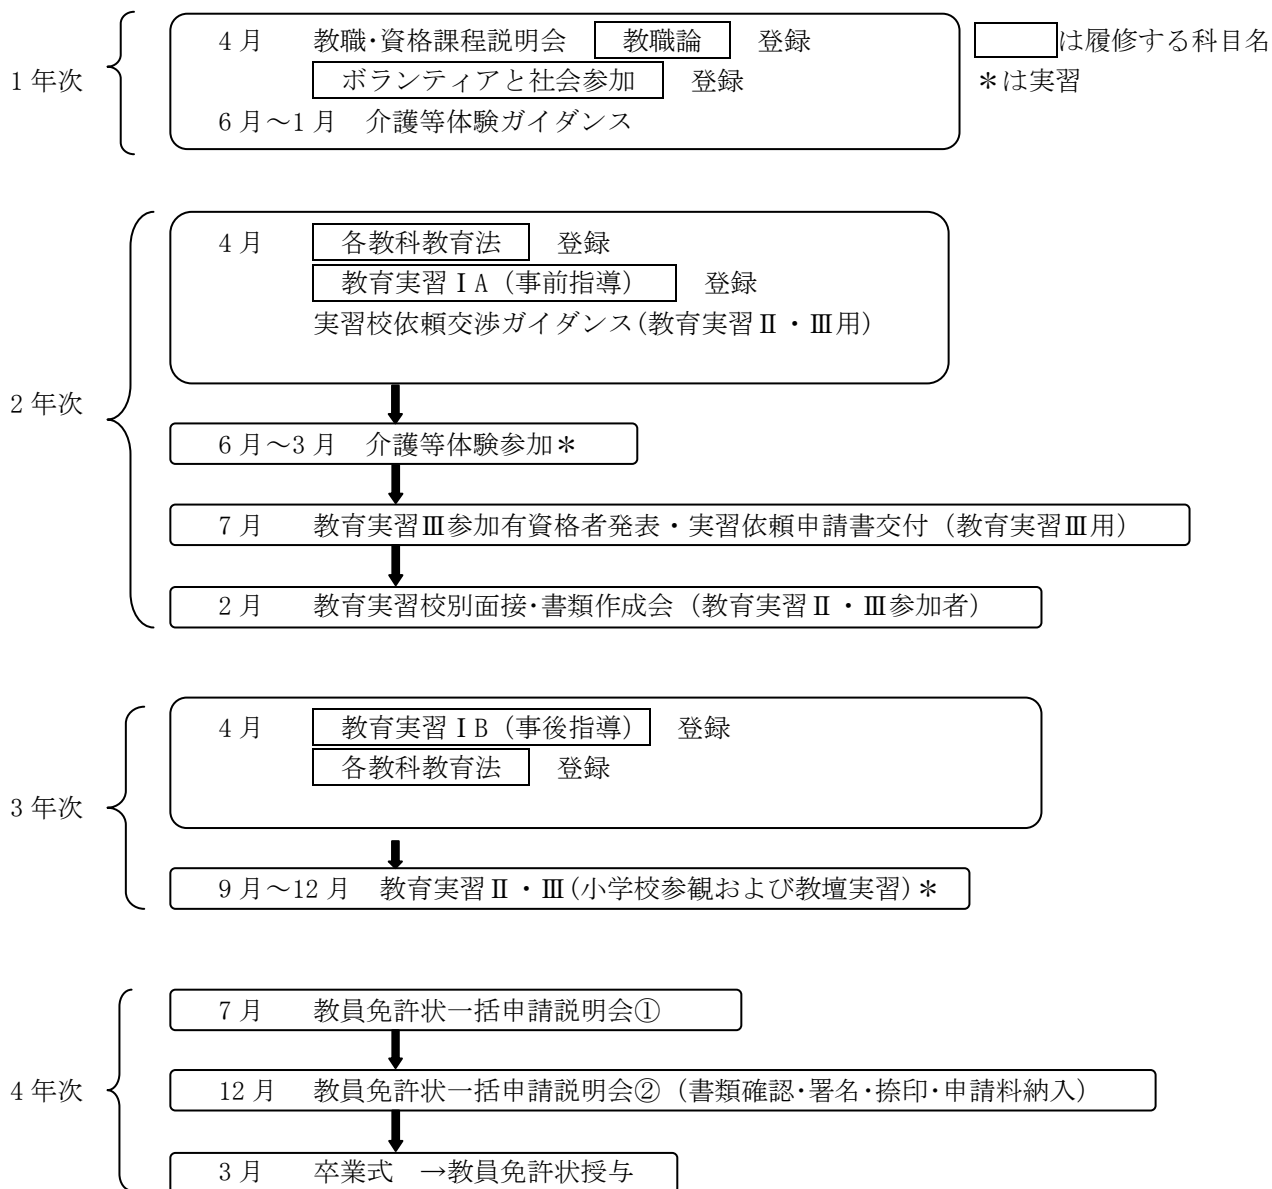 4月　教職・資格課程説明会　教職論　登録
ボランティアと社会参加　登録
6月～1月　介護等体験ガイダンス
1年次
は履修する科目名
＊は実習
4月　各教科教育法　登録
教育実習ⅠA（事前指導）　登録
実習校依頼交渉ガイダンス(教育実習Ⅱ・Ⅲ用)
2年次
6月～3月　介護等体験参加＊
7月　教育実習Ⅲ参加有資格者発表・実習依頼申請書交付（教育実習Ⅲ用）
2月　教育実習校別面接・書類作成会（教育実習Ⅱ・Ⅲ参加者）
4月　教育実習ⅠB（事後指導）　登録
各教科教育法　登録
3年次
9月～12月　教育実習Ⅱ・Ⅲ(小学校参観および教壇実習)＊
7月　教員免許状一括申請説明会①
4年次
12月　教員免許状一括申請説明会②（書類確認・署名・捺印・申請料納入）
3月　卒業式　→教員免許状授与